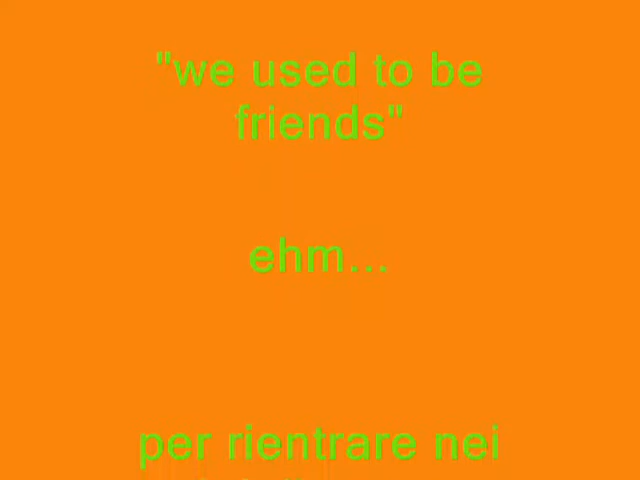 "we used to be
friends"
ehm...
per rientrare nei